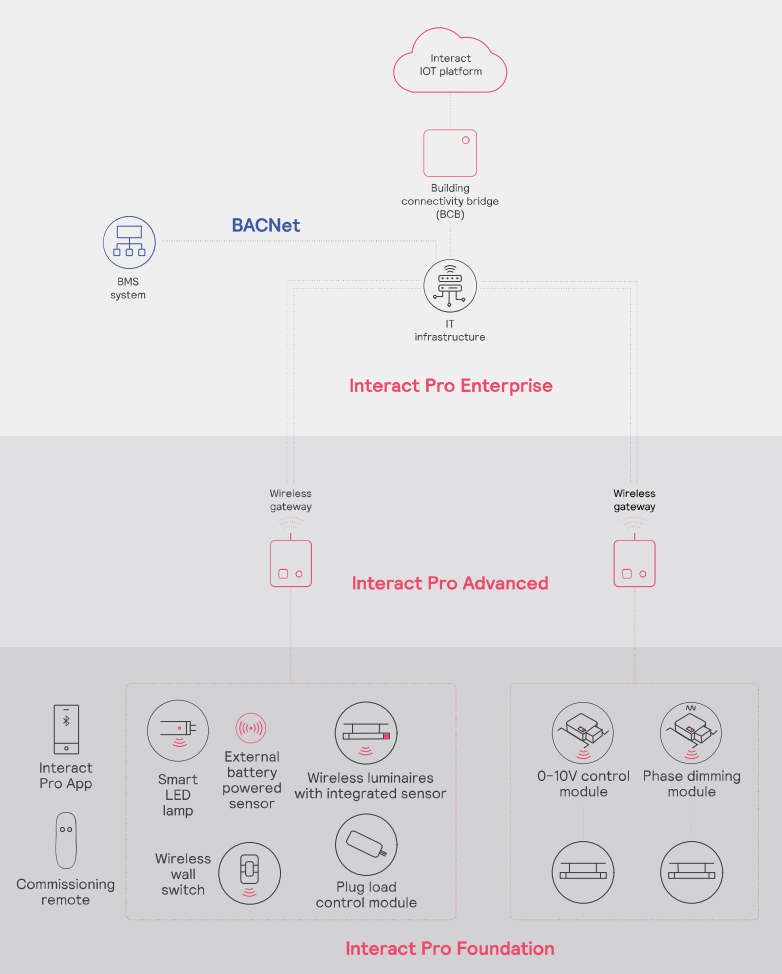 Interact
IOT platform
Building
connectivity bridge
(BCB)
BACNet
BMS
system
IT
infrastructure
Interact Pro Enterprise
Wireless
gateway
Wireless
gateway
Interact Pro Advanced
Interact
Pro App
Smart
LED
lamp
External
battery
powered
sensor
Wireless luminaires
with integrated sensor
0-10V control
module
Phase dimming
module
Commissioning
remote
Wireless
wall
switch
Plug load
control module
Interact Pro Foundation